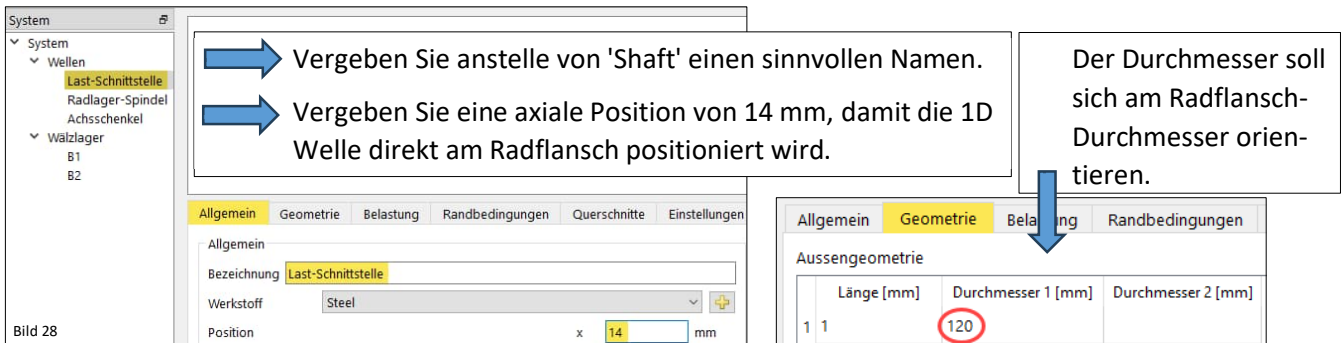 System
System
Wellen
Last-Schnittstelle
Radlager-Spindel
Achsschenkel
Wälzlager
B1
B2
Vergeben Sie anstelle von 'Shaft' einen sinnvollen Namen.
Vergeben Sie eine axiale Position von 14 mm, damit die 1D
Welle direkt am Radflansch positioniert wird.
Der Durchmesser soll
sich am Radflansch-
Durchmesser orien-
tieren.
Allgemein Geometrie Belastung Randbedingungen Querschnitte Einstellungen
Allgemein
Bezeichnung Last-Schnittstelle
Werkstoff Steel
Position x 14 mm
Bild 28
Allgemein Geometrie Belastung Randbedingungen
Aussengeometrie
Länge [mm] Durchmesser 1 [mm] Durchmesser 2 [mm]
1 1 120